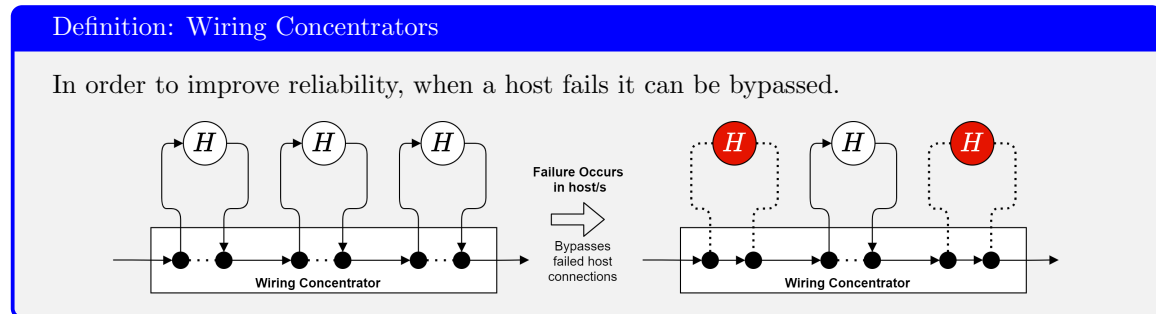 Definition: Wiring Concentrators
In order to improve reliability, when a host fails it can be bypassed.
H
H
H
Failure Occurs
in host/s
Bypasses
failed host
connections
H
H
H
Wiring Concentrator
Wiring Concentrator